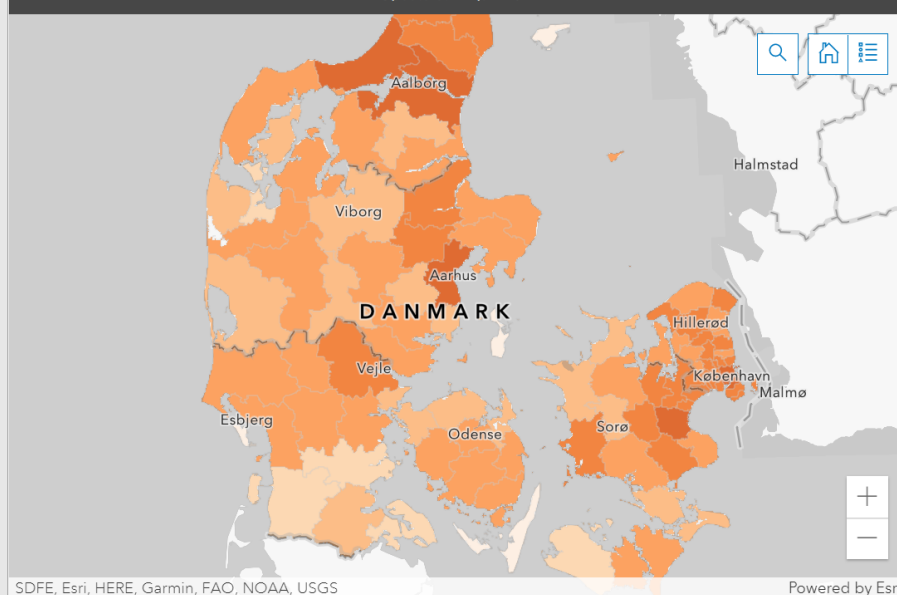 Aalborg
Halmstad
Viborg
Aarhus
DANMARK
Hillerød
Vejle
København
Malmø
Esbjerg
Sorø
Odense
SDFE, Esri, HERE, Garmin, FAO, NOAA, USGS
Powered by Esr